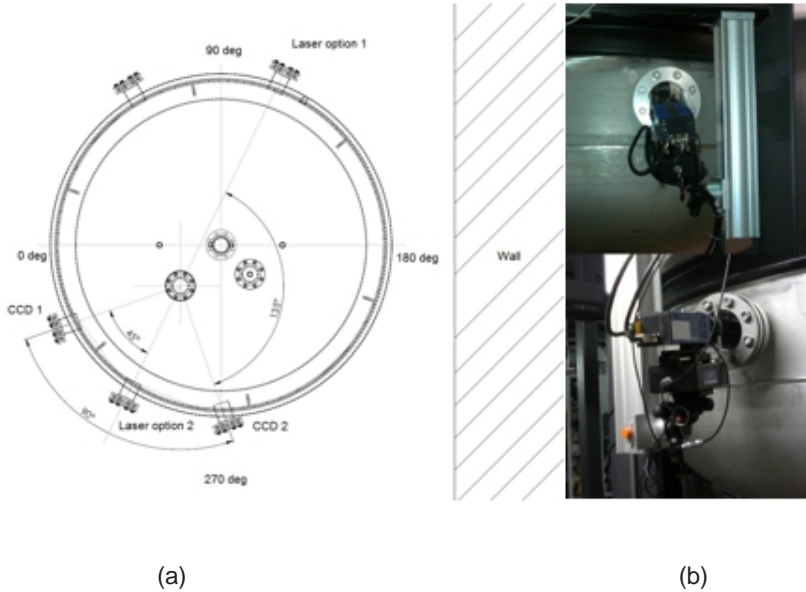 90 deg
Laser option 1
0 deg
180 deg
Wall
CCD 1
45°
135°
90°
Laser option 2
CCD 2
270 deg
(a)
(b)